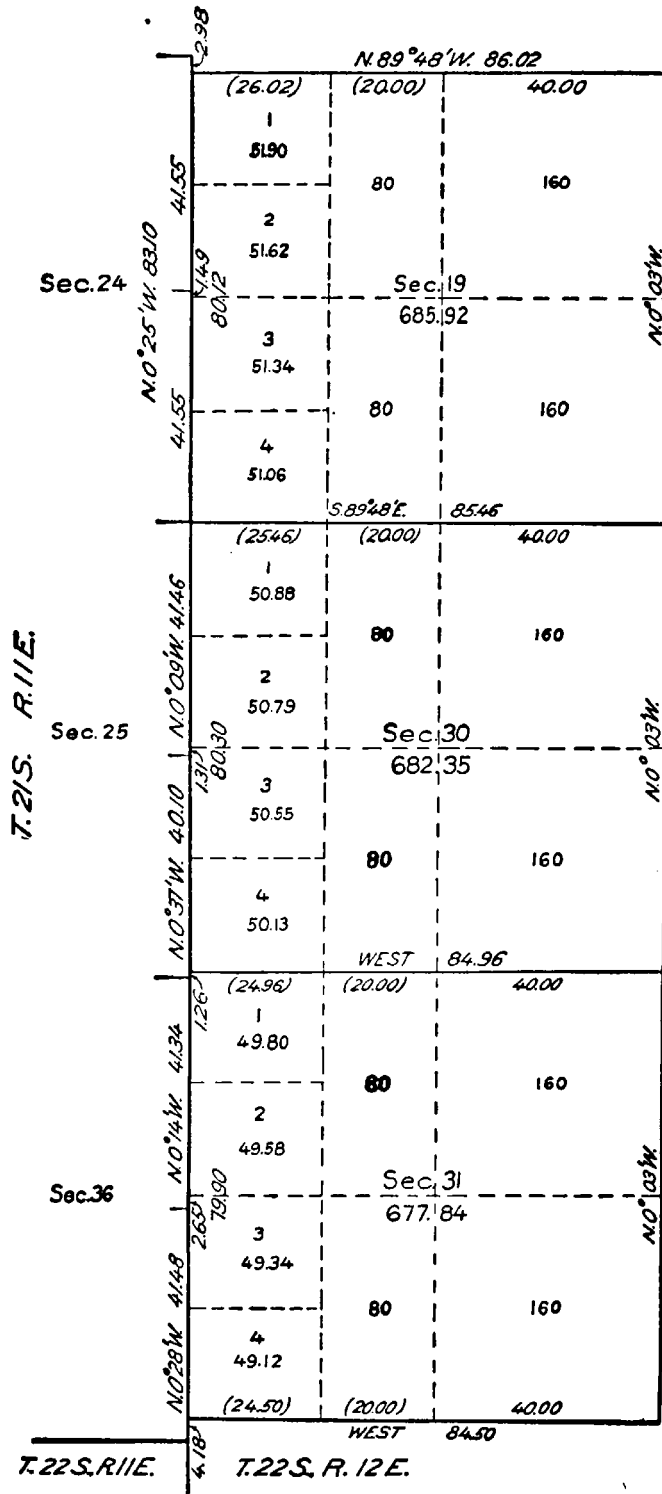 2.98
N.89°48'W. 86.02
(26.02) (20.00) 40.00
1
51.90
80 160
41.55
2
51.62
N.0°25'W. 83.10
Sec.24
1.49
80.12
Sec.19
685.92
N.0°03'W.
3
51.34
80 160
41.55
4
51.06
S.89°48'E. 85.46
(25.46) (20.00) 40.00
1
50.88
80 160
N.0°09'W. 41.46
2
50.79
T.21S. R.11E.
Sec.25
1.31
80.30
Sec.30
682.35
N.0°03'W.
3
50.55
N.0°37'W. 40.10
80 160
4
50.13
WEST 84.96
(24.96) (20.00) 40.00
1.26
1
49.80
N.0°14'W. 41.34
80 160
2
49.58
Sec.36
79.90
Sec.31
677.84
N.0°03'W.
2.65
3
49.34
N.0°28'W. 41.48
80 160
4
49.12
(24.50) (20.00) 40.00
WEST 84.50
4.18
T.22S.,R.11E. T.22S., R.12E.